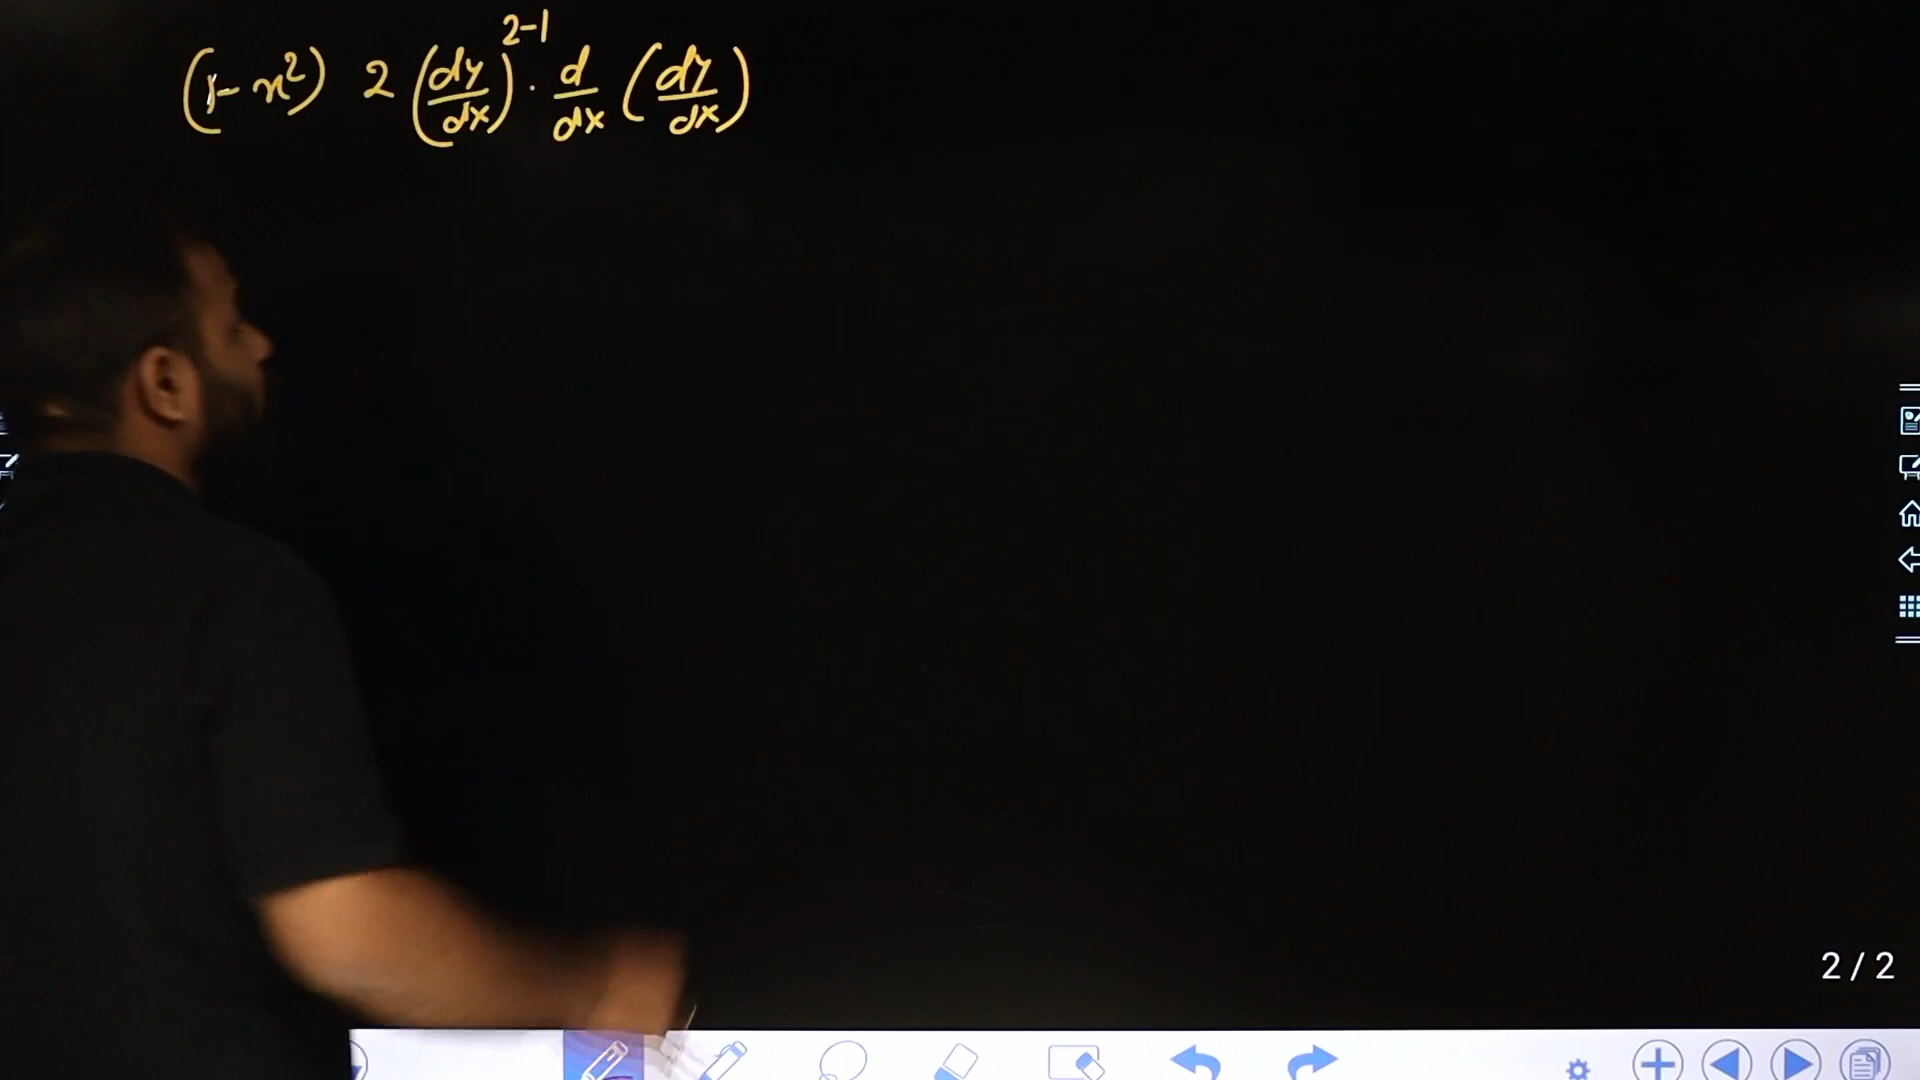 (1-x²) 2 (dy/dx)²⁻¹ · d/dx (dy/dx)
2 / 2